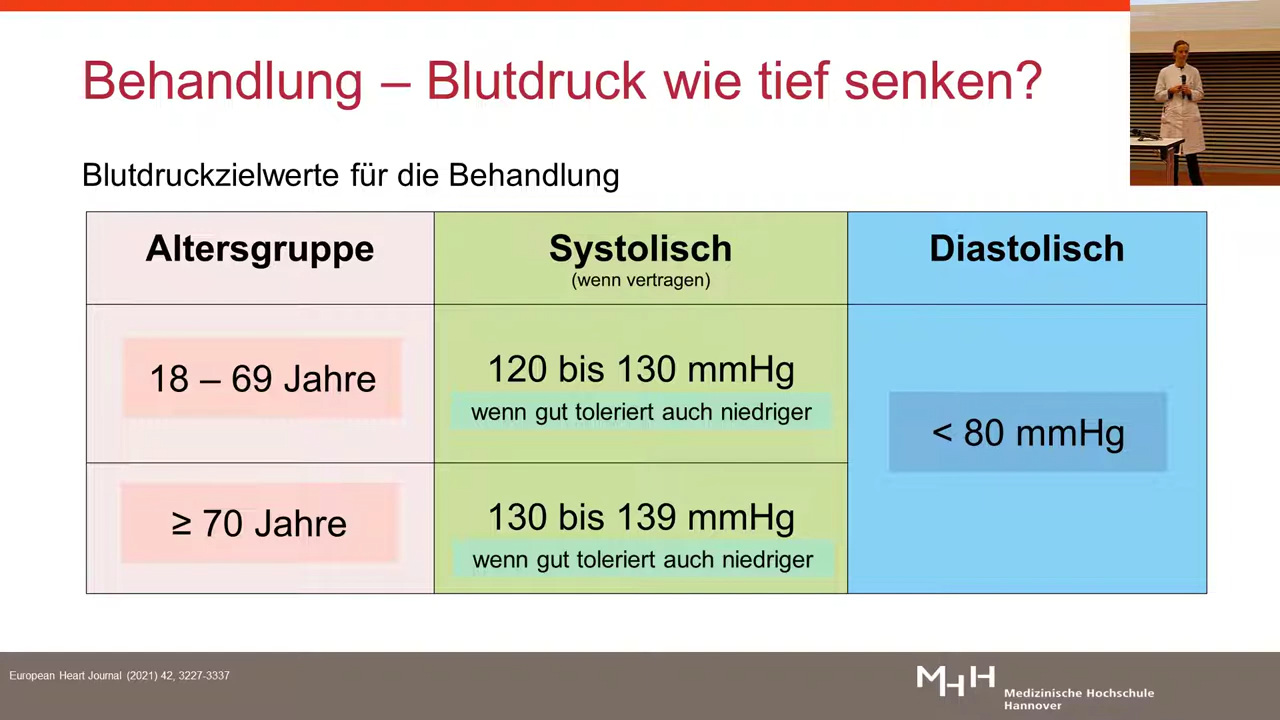 Behandlung – Blutdruck wie tief senken?
Blutdruckzielwerte für die Behandlung
Altersgruppe
Systolisch
(wenn vertragen)
Diastolisch
18 – 69 Jahre
120 bis 130 mmHg
wenn gut toleriert auch niedriger
< 80 mmHg
≥ 70 Jahre
130 bis 139 mmHg
wenn gut toleriert auch niedriger
European Heart Journal (2021) 42, 3227-3337
MHH
Medizinische Hochschule
Hannover